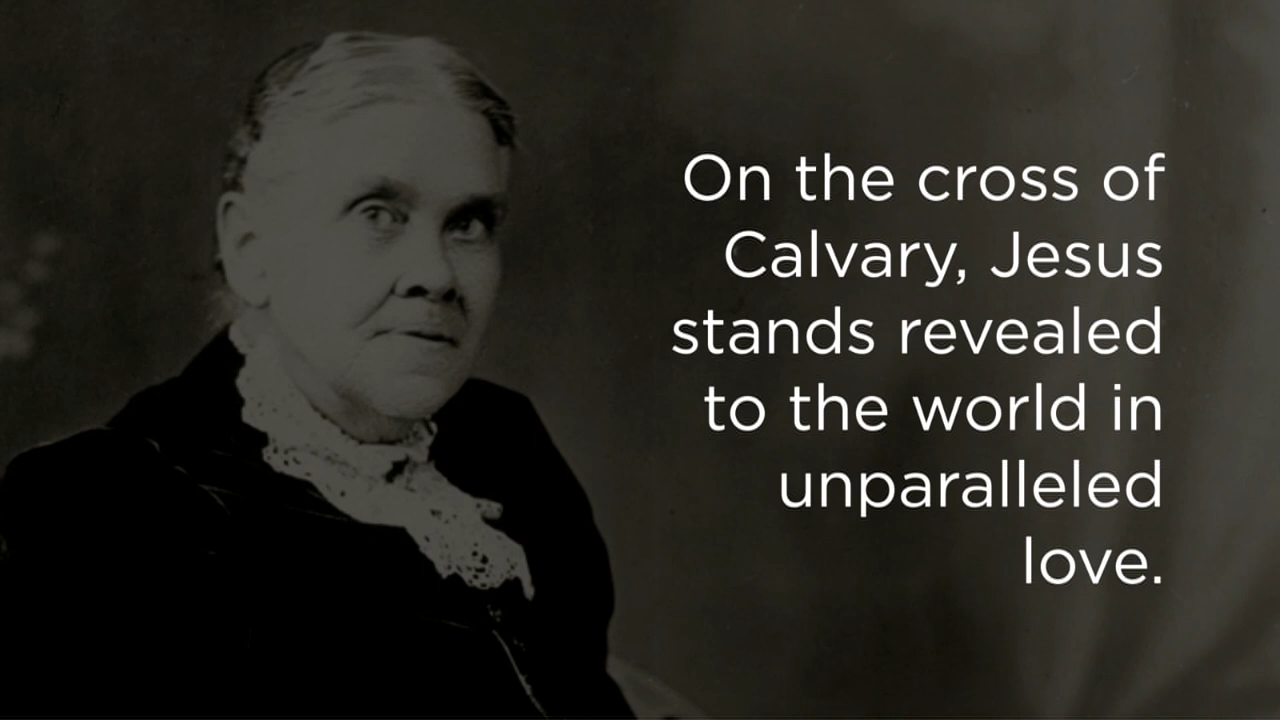 On the cross of
Calvary, Jesus
stands revealed
to the world in
unparalleled
love.